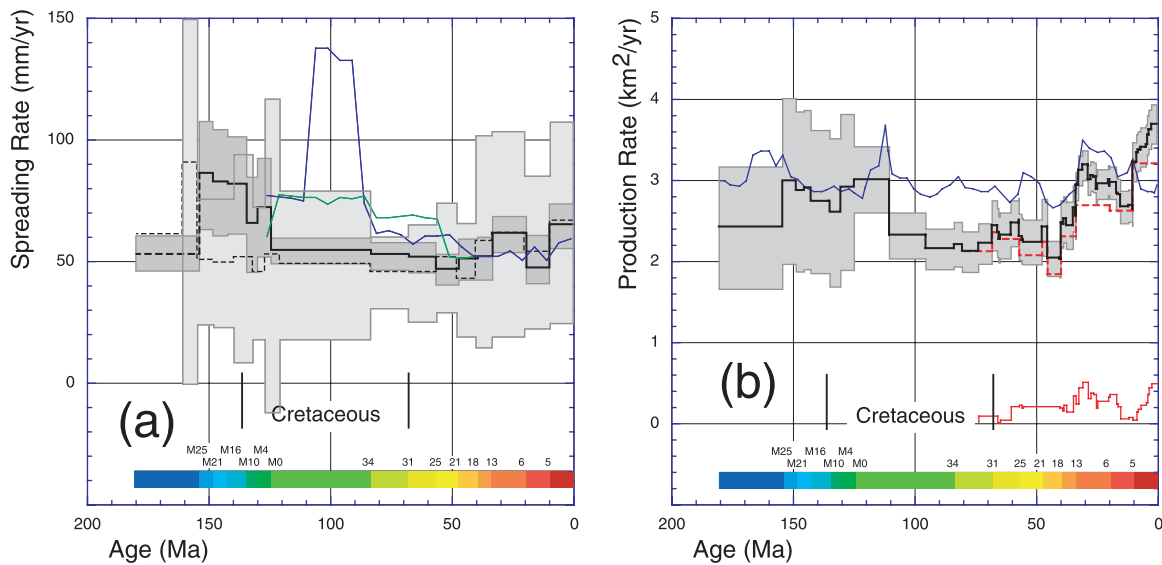 150
100
50
0
Spreading Rate (mm/yr)
(a)
Cretaceous
M25 M16 M4 34 31 25 21 18 13 6 5
M21 M10 M0
200 150 100 50 0
Age (Ma)
5
4
3
2
1
0
Production Rate (km²/yr)
(b)
Cretaceous
M25 M16 M4 34 31 25 21 18 13 6 5
M21 M10 M0
200 150 100 50 0
Age (Ma)